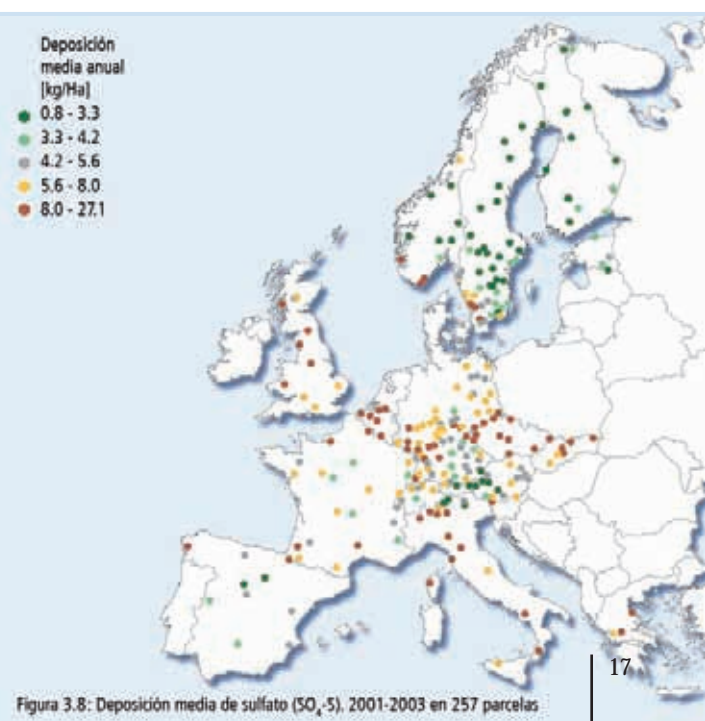 Deposición
media anual
[kg/Ha]
0.8 - 3.3
3.3 - 4.2
4.2 - 5.6
5.6 - 8.0
8.0 - 27.1
17
Figura 3.8: Deposición media de sulfato (SO₄-S). 2001-2003 en 257 parcelas